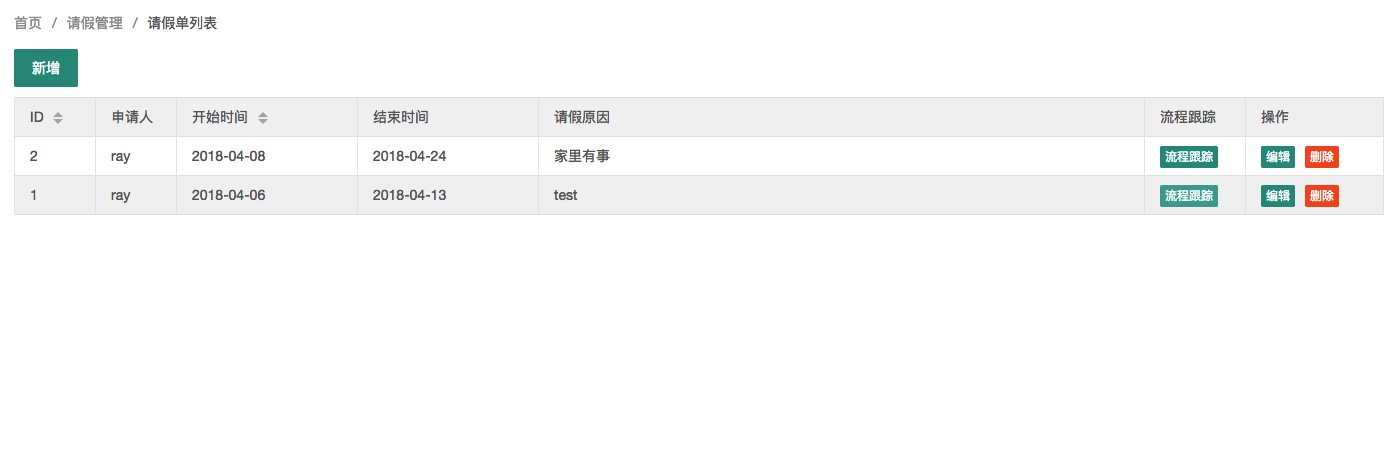 首页 / 请假管理 / 请假单列表
新增
ID 申请人 开始时间 结束时间 请假原因 流程跟踪 操作
2 ray 2018-04-08 2018-04-24 家里有事 流程跟踪 编辑 删除
1 ray 2018-04-06 2018-04-13 test 流程跟踪 编辑 删除